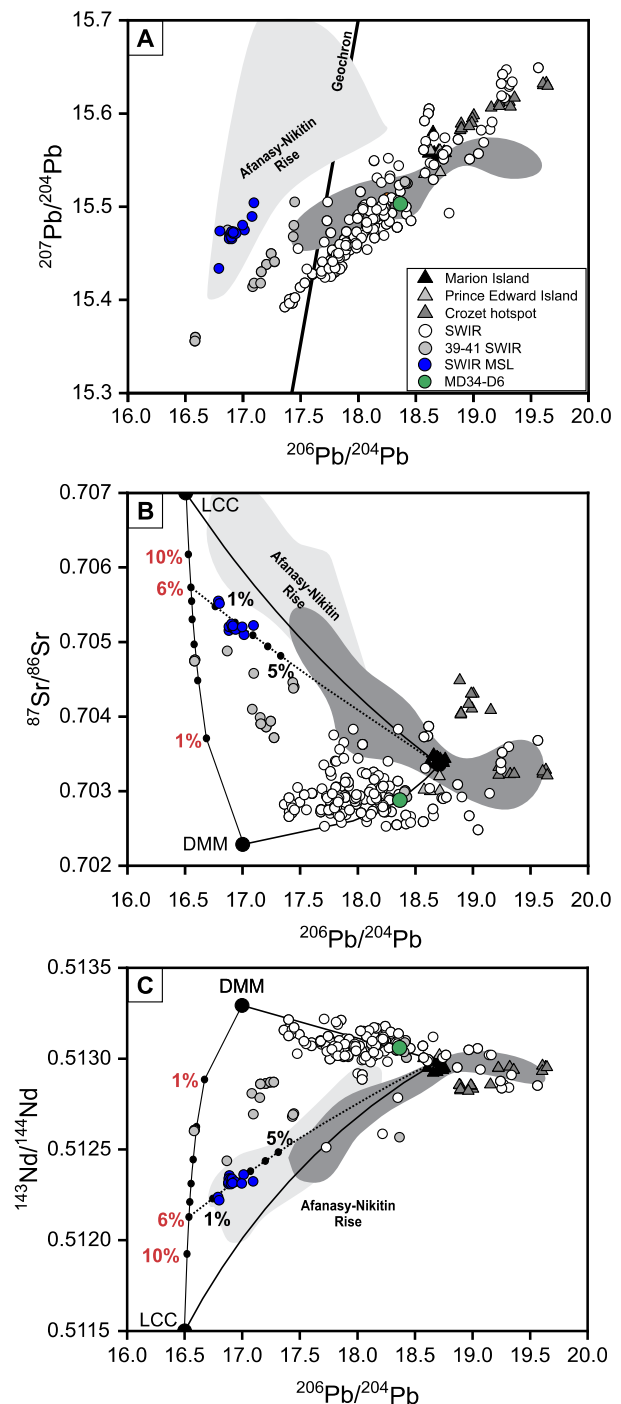 A
15.7
15.6
15.5
15.4
15.3
207Pb/204Pb
Geochron
Afanasy-Nikitin
Rise
Marion Island
Prince Edward Island
Crozet hotspot
SWIR
39-41 SWIR
SWIR MSL
MD34-D6
16.0 16.5 17.0 17.5 18.0 18.5 19.0 19.5 20.0
206Pb/204Pb
B
0.707
0.706
0.705
0.704
0.703
0.702
87Sr/86Sr
LCC
Afanasy-Nikitin
Rise
10%
6%
1%
5%
1%
DMM
16.0 16.5 17.0 17.5 18.0 18.5 19.0 19.5 20.0
206Pb/204Pb
C
0.5135
0.5130
0.5125
0.5120
0.5115
143Nd/144Nd
DMM
1%
5%
6%
1%
10%
Afanasy-Nikitin
Rise
LCC
16.0 16.5 17.0 17.5 18.0 18.5 19.0 19.5 20.0
206Pb/204Pb